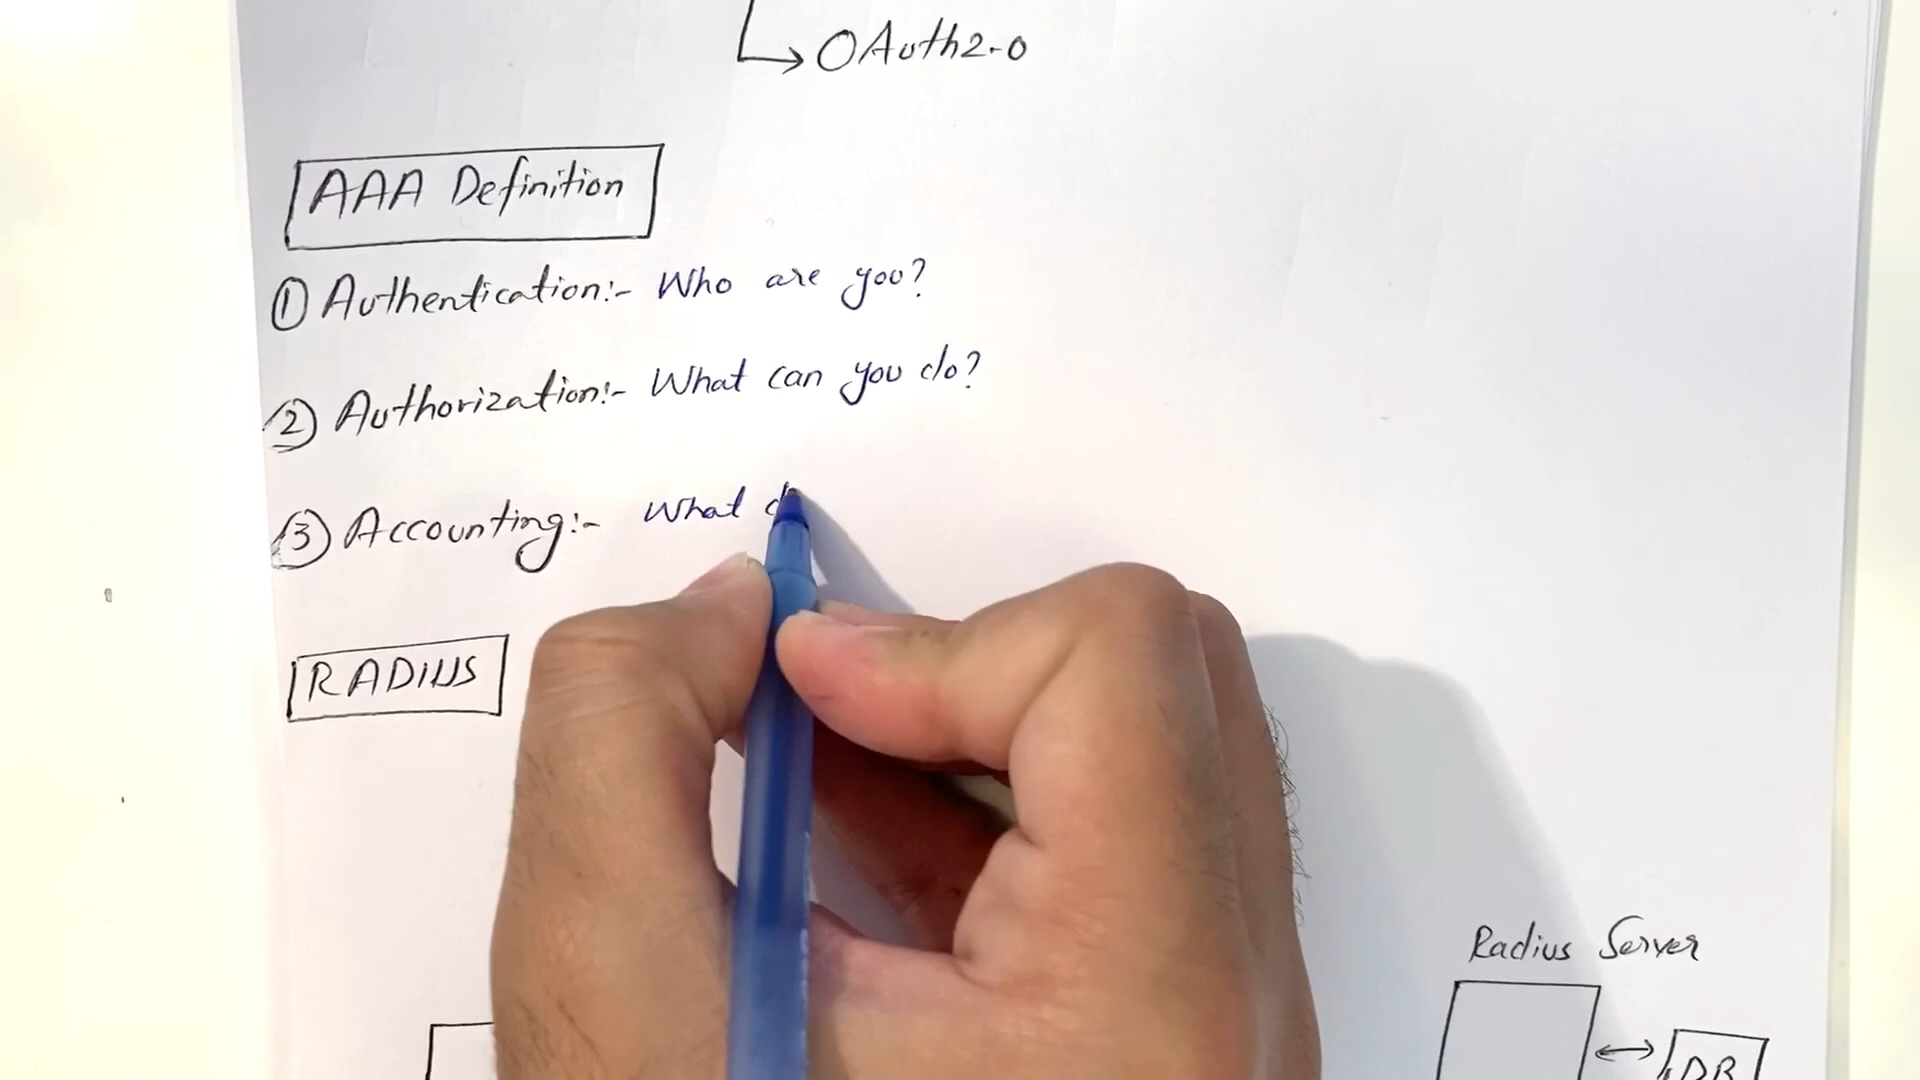 OAuth2.0
AAA Definition
① Authentication:- Who are you?
② Authorization:- What can you do?
③ Accounting:- What d
RADIUS
Radius Server
DB